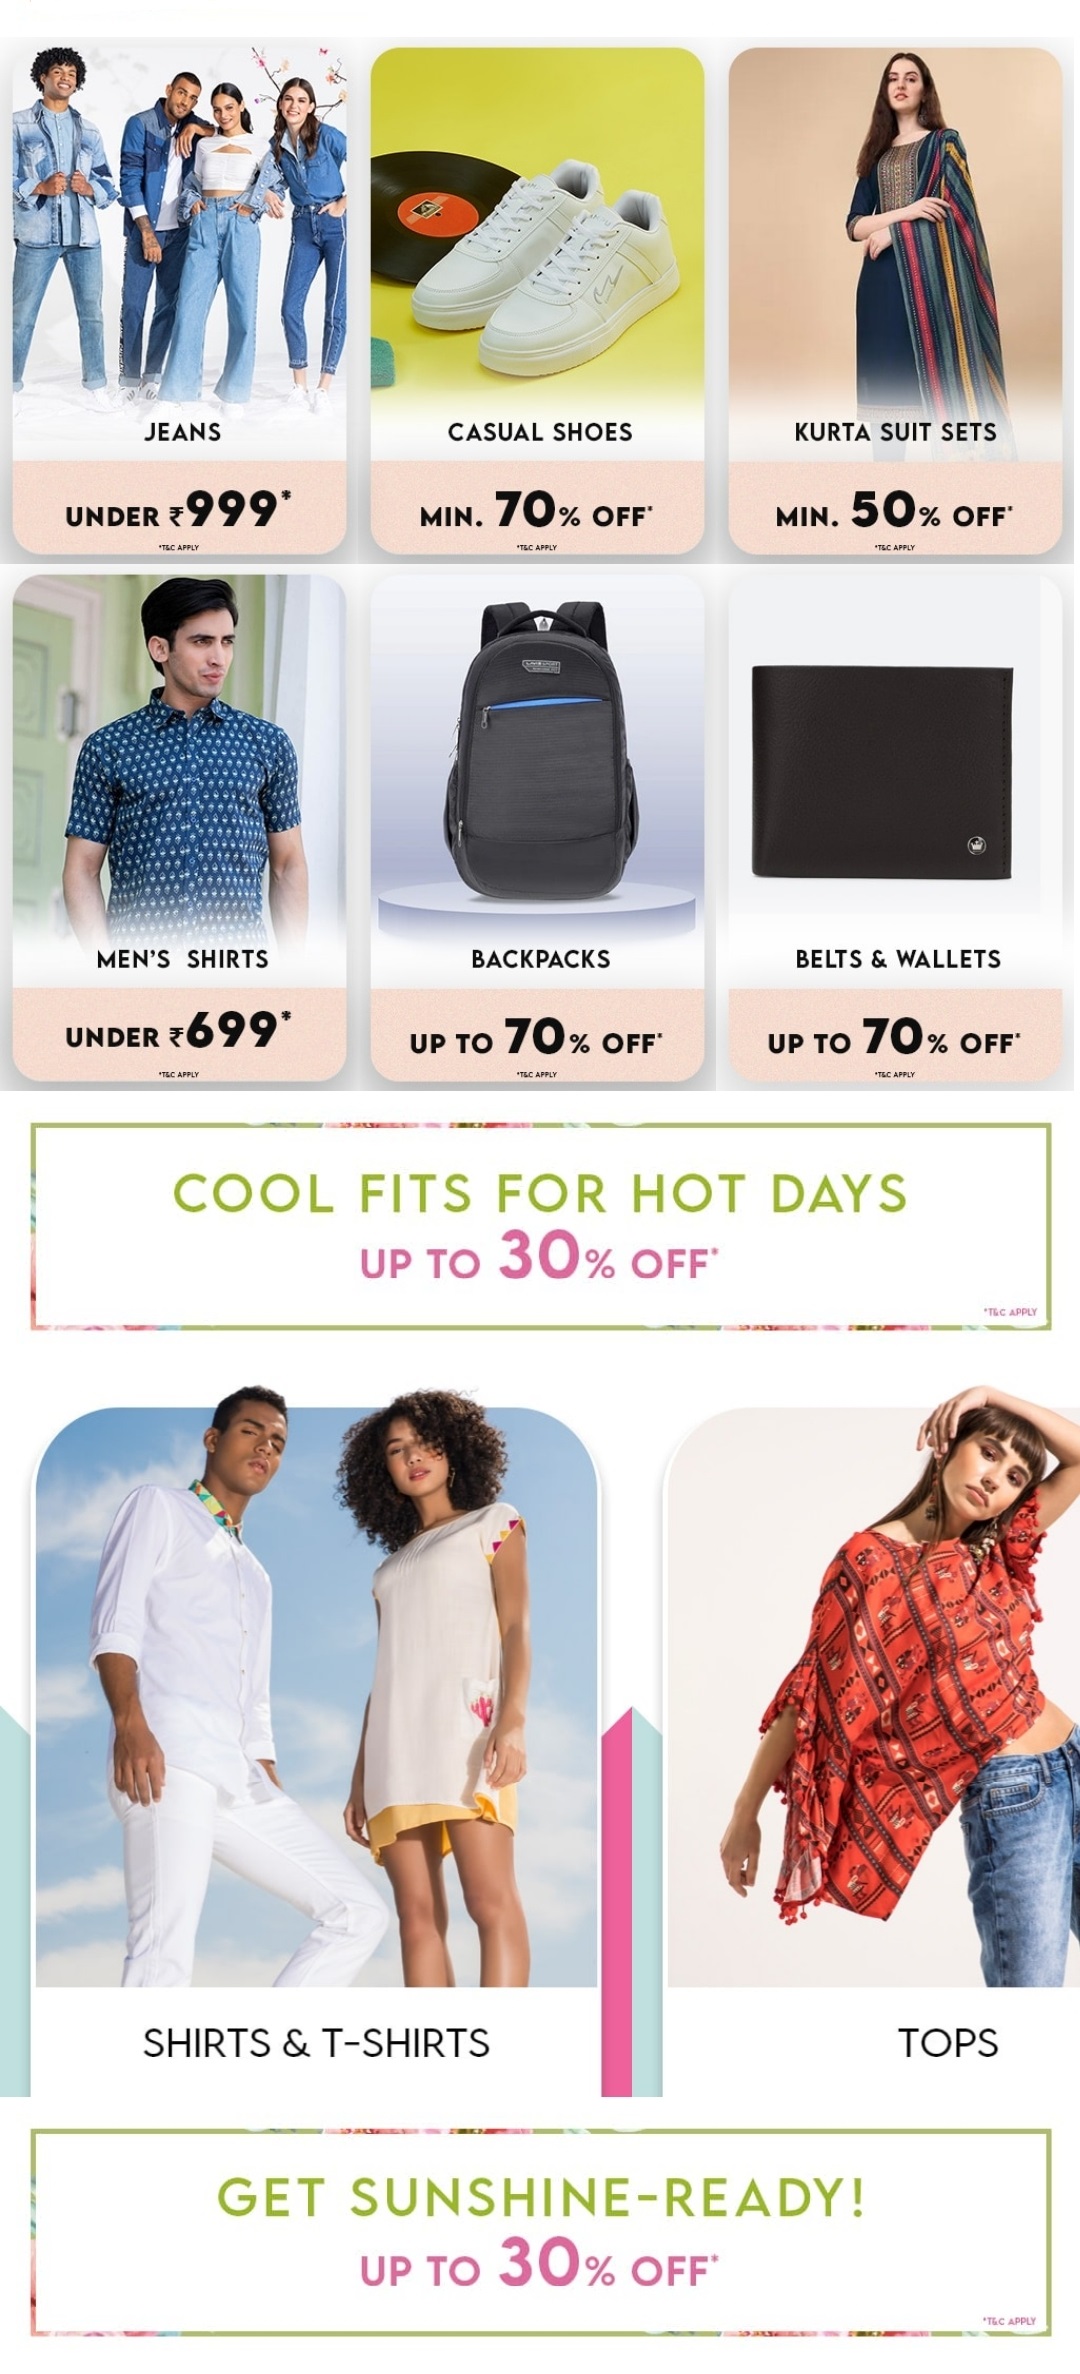 JEANS
UNDER ₹999*
*T&C APPLY
CASUAL SHOES
MIN. 70% OFF*
*T&C APPLY
KURTA SUIT SETS
MIN. 50% OFF*
*T&C APPLY
MEN'S SHIRTS
UNDER ₹699*
*T&C APPLY
BACKPACKS
UP TO 70% OFF*
*T&C APPLY
BELTS & WALLETS
UP TO 70% OFF*
*T&C APPLY
COOL FITS FOR HOT DAYS
UP TO 30% OFF*
*T&C APPLY
SHIRTS & T-SHIRTS
TOPS
GET SUNSHINE-READY!
UP TO 30% OFF*
*T&C APPLY